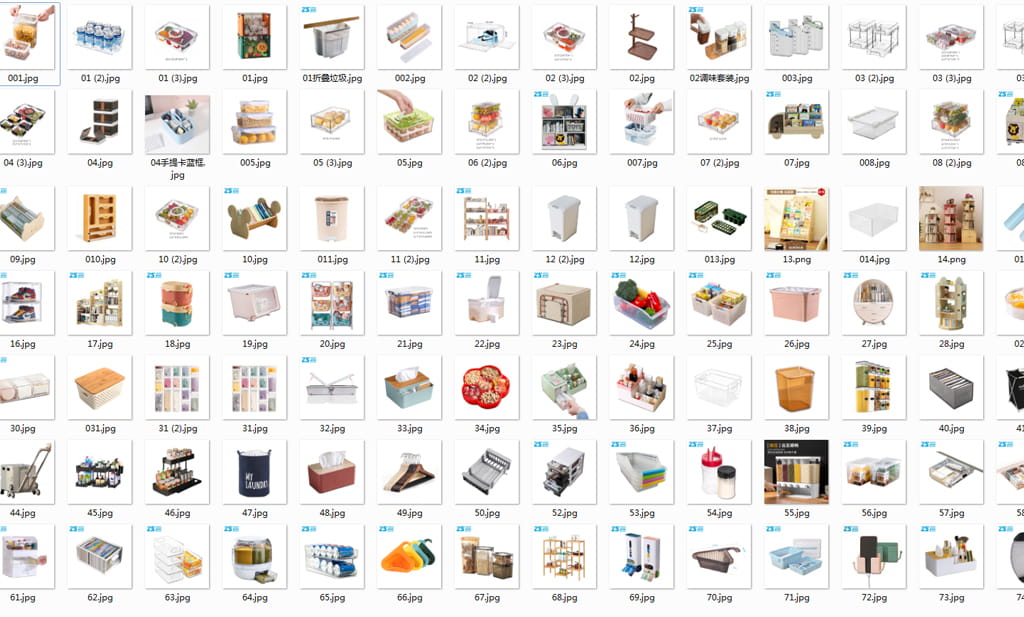 001.jpg
01 (2).jpg
01 (3).jpg
01.jpg
01折叠垃圾.jpg
002.jpg
02 (2).jpg
02 (3).jpg
02.jpg
02调味套装.jpg
003.jpg
03 (2).jpg
03 (3).jpg
04 (3).jpg
04.jpg
04手提卡蓝框.
jpg
005.jpg
05 (3).jpg
05.jpg
06 (2).jpg
06.jpg
007.jpg
07 (2).jpg
07.jpg
008.jpg
08 (2).jpg
09.jpg
010.jpg
10 (2).jpg
10.jpg
011.jpg
11 (2).jpg
11.jpg
12 (2).jpg
12.jpg
013.jpg
13.png
014.jpg
14.png
16.jpg
17.jpg
18.jpg
19.jpg
20.jpg
21.jpg
22.jpg
23.jpg
24.jpg
25.jpg
26.jpg
27.jpg
28.jpg
30.jpg
031.jpg
31 (2).jpg
31.jpg
32.jpg
33.jpg
34.jpg
35.jpg
36.jpg
37.jpg
38.jpg
39.jpg
40.jpg
44.jpg
45.jpg
46.jpg
MY
LAUNDRY
47.jpg
48.jpg
49.jpg
50.jpg
52.jpg
53.jpg
54.jpg
55.jpg
56.jpg
57.jpg
61.jpg
62.jpg
63.jpg
64.jpg
65.jpg
66.jpg
67.jpg
68.jpg
69.jpg
70.jpg
71.jpg
72.jpg
73.jpg